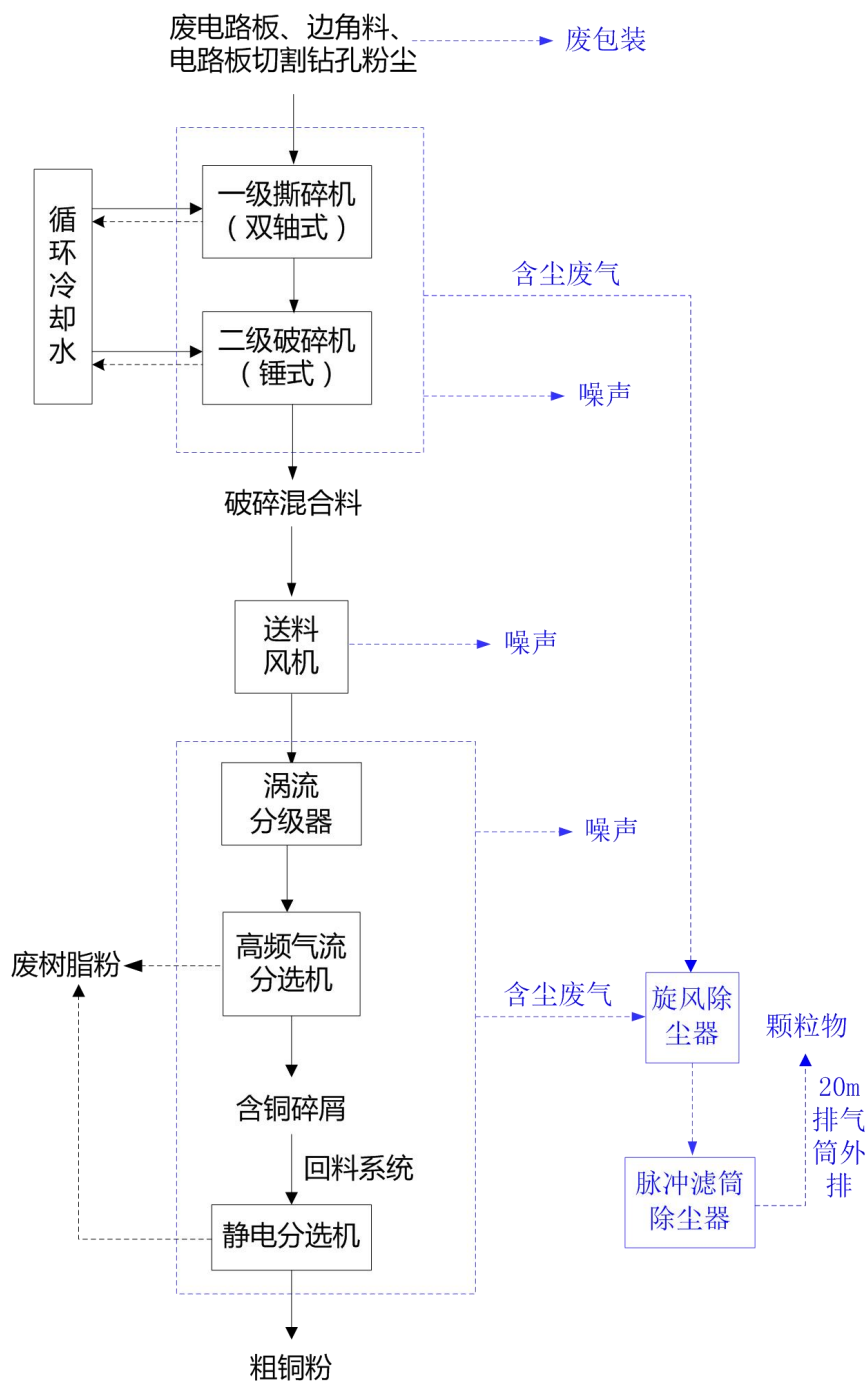 废电路板、边角料、
电路板切割钻孔粉尘
废包装
循
环
冷
却
水
一级撕碎机
（双轴式）
含尘废气
二级破碎机
（锤式）
噪声
破碎混合料
送料
风机
噪声
涡流
分级器
噪声
废树脂粉
高频气流
分选机
含尘废气
旋风除
尘器
颗粒物
20m
排气
筒外
排
含铜碎屑
回料系统
脉冲滤筒
除尘器
静电分选机
粗铜粉